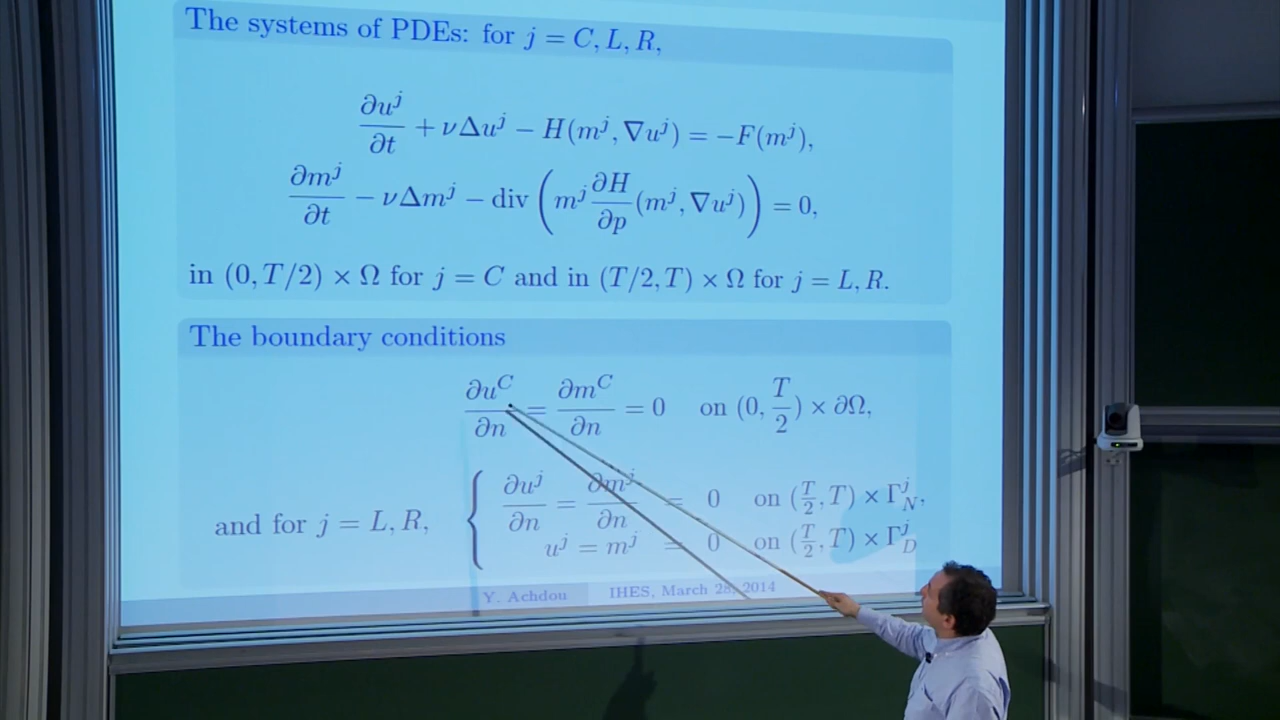 The systems of PDEs: for j = C, L, R,
∂u^j/∂t + νΔu^j − H(m^j, ∇u^j) = −F(m^j),
∂m^j/∂t − νΔm^j − div(m^j ∂H/∂p (m^j, ∇u^j)) = 0,
in (0, T/2) × Ω for j = C and in (T/2, T) × Ω for j = L, R.
The boundary conditions
∂u^C/∂n = ∂m^C/∂n = 0 on (0, T/2) × ∂Ω,
and for j = L, R, { ∂u^j/∂n = ∂m^j/∂n = 0 on (T/2, T) × Γ^j_N,
u^j = m^j = 0 on (T/2, T) × Γ^j_D
Y. Achdou IHES, March 28, 2014